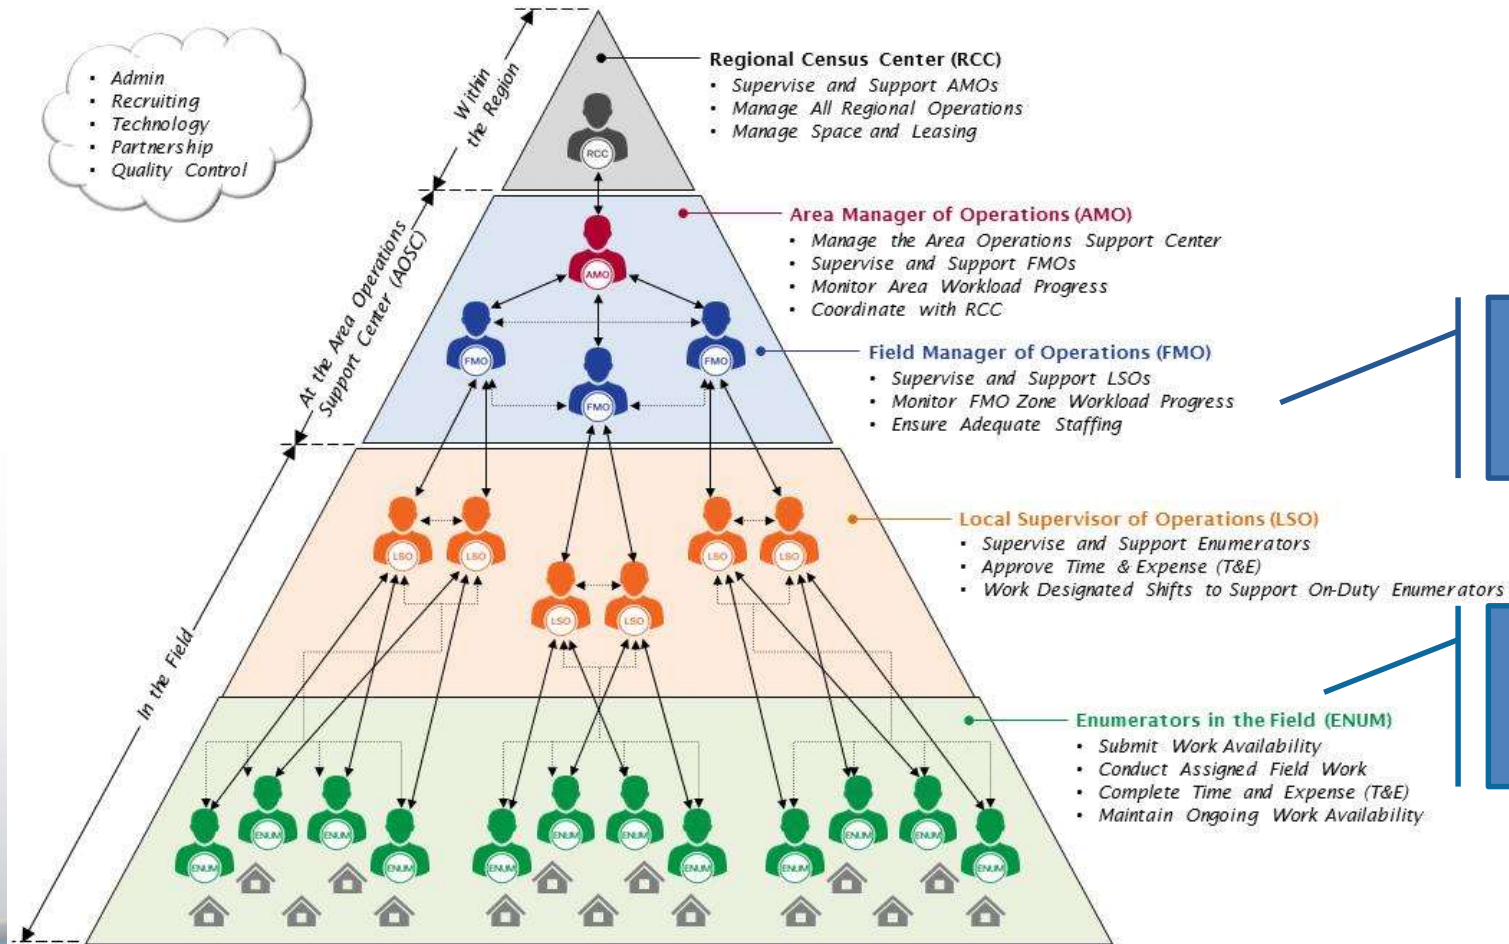 • Admin
• Recruiting
• Technology
• Partnership
• Quality Control
Within
the Region
At the Area Operations
Support Center (AOSC)
In the Field
Regional Census Center (RCC)
• Supervise and Support AMOs
• Manage All Regional Operations
• Manage Space and Leasing
RCC
Area Manager of Operations (AMO)
• Manage the Area Operations Support Center
• Supervise and Support FMOs
• Monitor Area Workload Progress
• Coordinate with RCC
AMO
Field Manager of Operations (FMO)
• Supervise and Support LSOs
• Monitor FMO Zone Workload Progress
• Ensure Adequate Staffing
FMO
FMO
FMO
Local Supervisor of Operations (LSO)
• Supervise and Support Enumerators
• Approve Time & Expense (T&E)
• Work Designated Shifts to Support On-Duty Enumerators
LSO
LSO
LSO
LSO
LSO
LSO
Enumerators in the Field (ENUM)
• Submit Work Availability
• Conduct Assigned Field Work
• Complete Time and Expense (T&E)
• Maintain Ongoing Work Availability
ENUM
ENUM
ENUM
ENUM
ENUM
ENUM
ENUM
ENUM
ENUM
ENUM
ENUM
ENUM